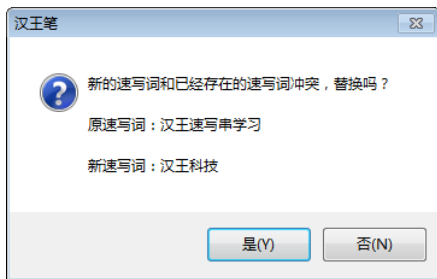 汉王笔
新的速写词和已经存在的速写词冲突，替换吗？
原速写词：汉王速写串学习
新速写词：汉王科技
是(Y)
否(N)